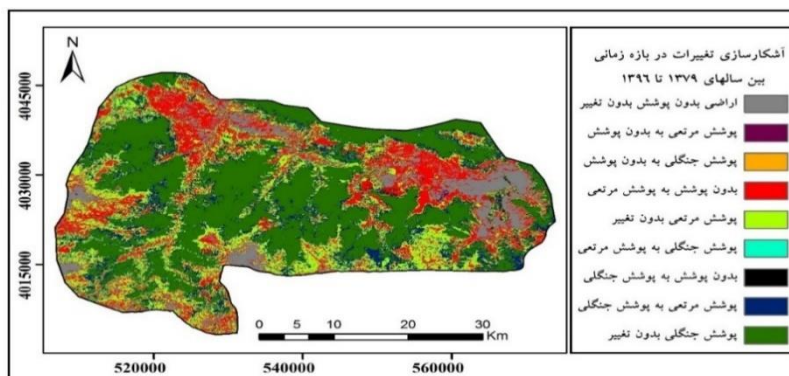 N
4045000
4030000
4015000
520000
540000
560000
0 5 10 20 30
Km
آشکارسازی تغییرات در بازه زمانی
بین سالهای ۱۳۷۹ تا ۱۳۹۶
اراضی بدون پوشش بدون تغییر
پوشش مرتعی به بدون پوشش
پوشش جنگلی به بدون پوشش
بدون پوشش به پوشش مرتعی
پوشش مرتعی بدون تغییر
پوشش جنگلی به پوشش مرتعی
بدون پوشش به پوشش جنگلی
پوشش مرتعی به پوشش جنگلی
پوشش جنگلی بدون تغییر